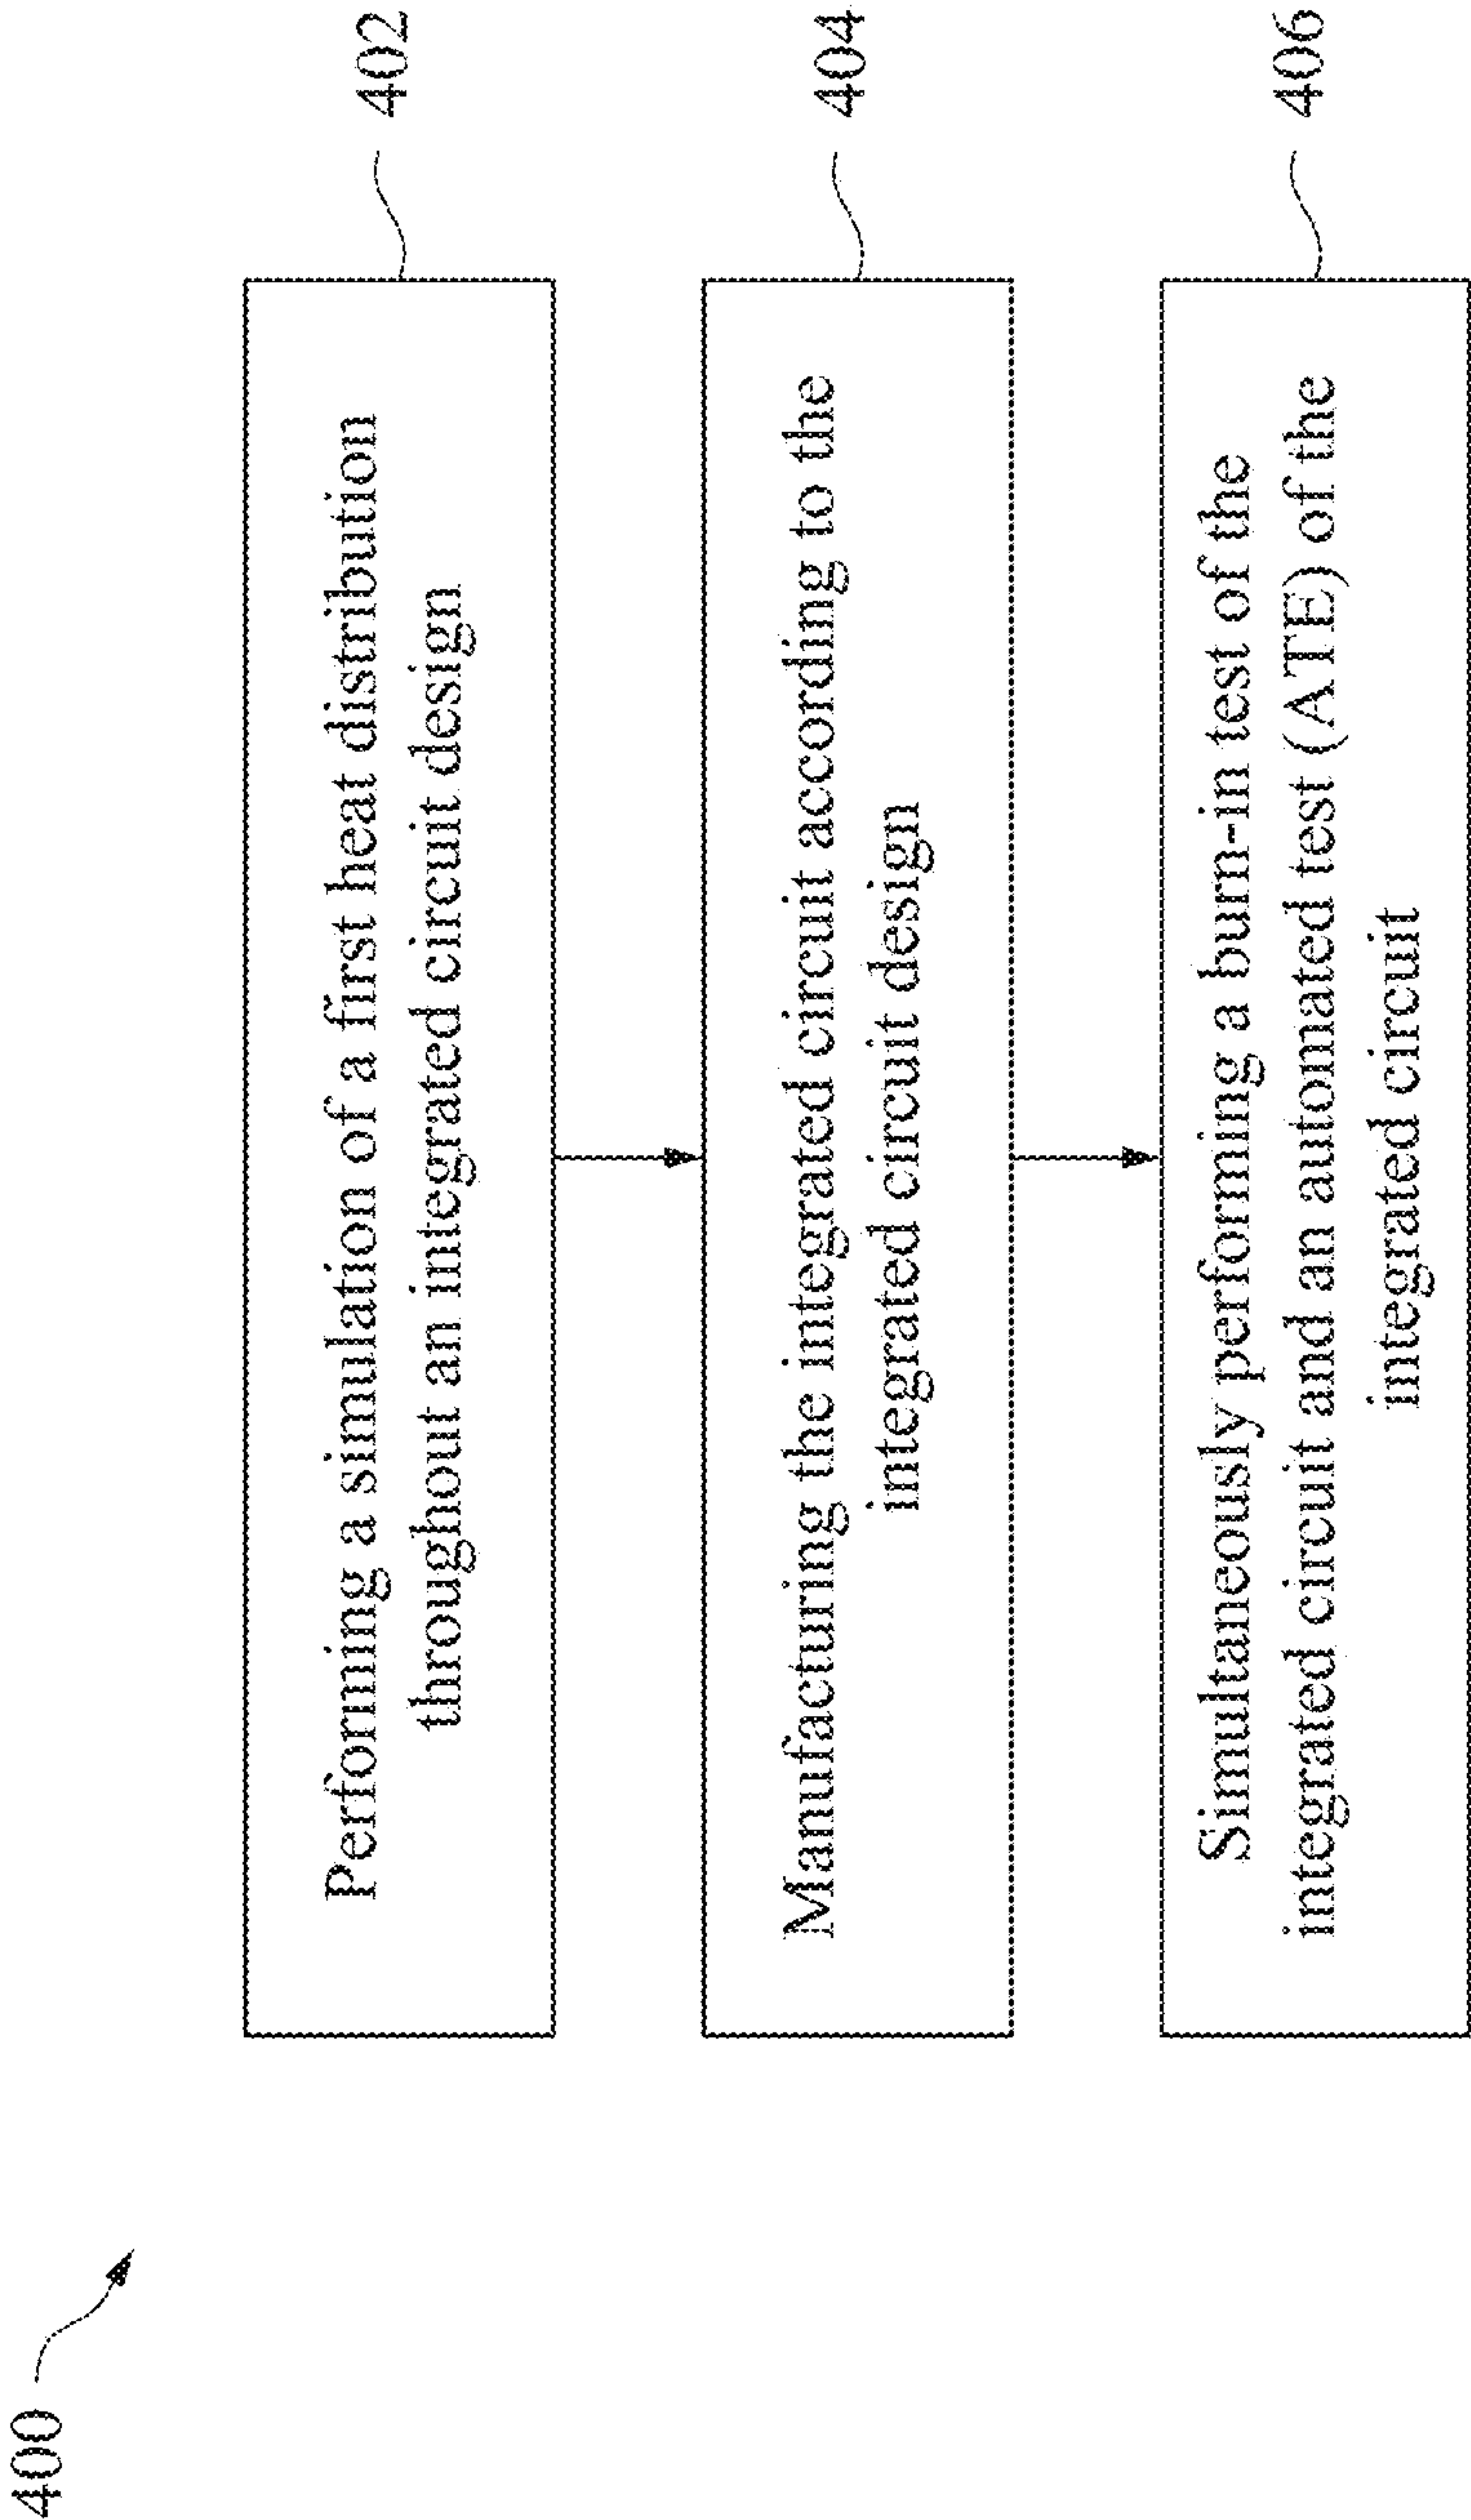 400
Performing a simulation of a first heat distribution
throughout an integrated circuit design
402
Manufacturing the integrated circuit according to the
integrated circuit design
404
Simultaneously performing a burn-in test of the
integrated circuit and an automated test (ATE) of the
integrated circuit
406